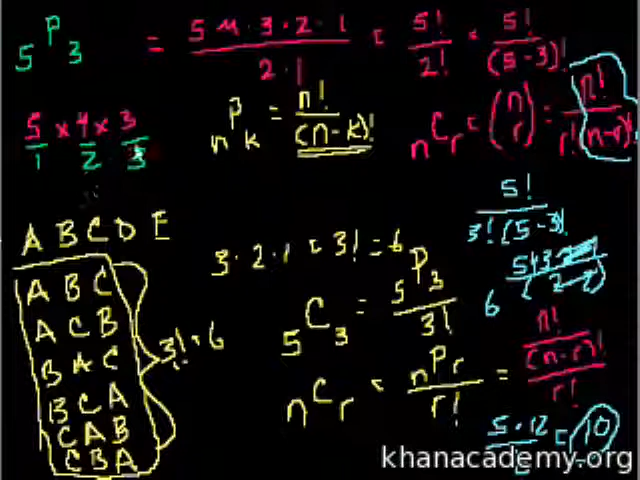 5P3 = 5·4·3·2·1 / 2·1 = 5! / 2! = 5! / (5-3)!
5/1 × 4/2 × 3/3
nPk = n! / (n-k)!
nCr = (n r) = n! / r!(n-r)!
A B C D E
A B C
A C B
B A C
B C A
C A B
C B A
3! = 6
3·2·1 = 3! = 6
5C3 = 5P3 / 3!
nCr = nPr / r! = n! / (n-r)! / r!
5! / 3!(5-3)!
6
5·12 = 10
khanacademy.org